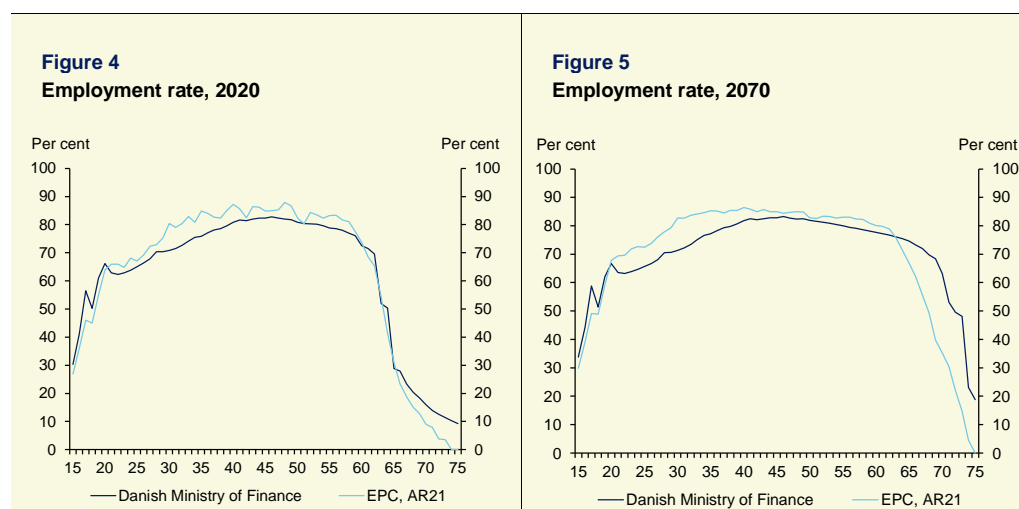 Figure 4
Employment rate, 2020
Per cent Per cent
100 100
90 90
80 80
70 70
60 60
50 50
40 40
30 30
20 20
10 10
0 0
15 20 25 30 35 40 45 50 55 60 65 70 75
Danish Ministry of Finance EPC, AR21
Figure 5
Employment rate, 2070
Per cent Per cent
100 100
90 90
80 80
70 70
60 60
50 50
40 40
30 30
20 20
10 10
0 0
15 20 25 30 35 40 45 50 55 60 65 70 75
Danish Ministry of Finance EPC, AR21